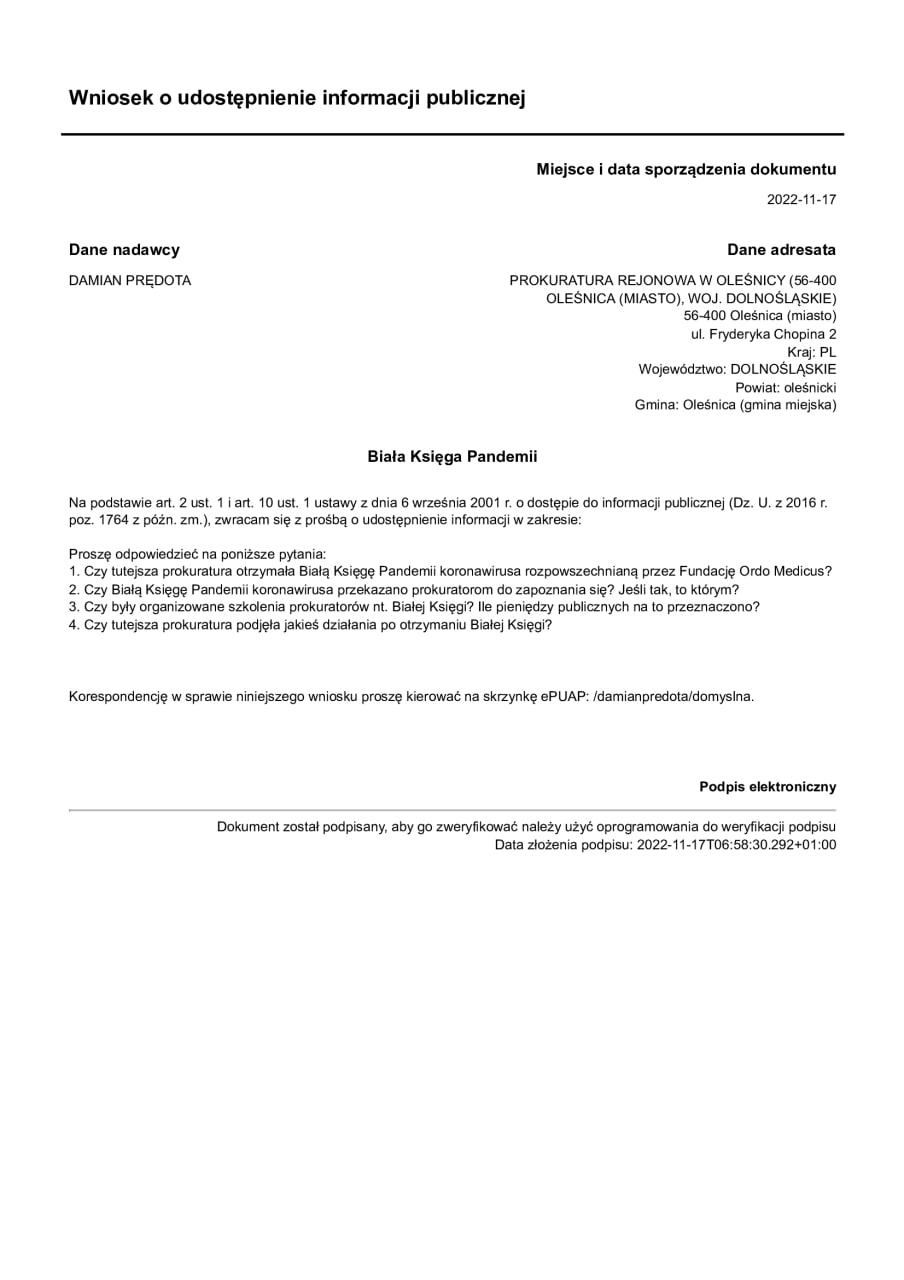 Wniosek o udostępnienie informacji publicznej
Miejsce i data sporządzenia dokumentu
2022-11-17
Dane nadawcy
DAMIAN PRĘDOTA
Dane adresata
PROKURATURA REJONOWA W OLEŚNICY (56-400
OLEŚNICA (MIASTO), WOJ. DOLNOŚLĄSKIE)
56-400 Oleśnica (miasto)
ul. Fryderyka Chopina 2
Kraj: PL
Województwo: DOLNOŚLĄSKIE
Powiat: oleśnicki
Gmina: Oleśnica (gmina miejska)
Biała Księga Pandemii
Na podstawie art. 2 ust. 1 i art. 10 ust. 1 ustawy z dnia 6 września 2001 r. o dostępie do informacji publicznej (Dz. U. z 2016 r.
poz. 1764 z późn. zm.), zwracam się z prośbą o udostępnienie informacji w zakresie:
Proszę odpowiedzieć na poniższe pytania:
1. Czy tutejsza prokuratura otrzymała Białą Księgę Pandemii koronawirusa rozpowszechnianą przez Fundację Ordo Medicus?
2. Czy Białą Księgę Pandemii koronawirusa przekazano prokuratorom do zapoznania się? Jeśli tak, to którym?
3. Czy były organizowane szkolenia prokuratorów nt. Białej Księgi? Ile pieniędzy publicznych na to przeznaczono?
4. Czy tutejsza prokuratura podjęła jakieś działania po otrzymaniu Białej Księgi?
Korespondencję w sprawie niniejszego wniosku proszę kierować na skrzynkę ePUAP: /damianpredota/domyslna.
Podpis elektroniczny
Dokument został podpisany, aby go zweryfikować należy użyć oprogramowania do weryfikacji podpisu
Data złożenia podpisu: 2022-11-17T06:58:30.292+01:00